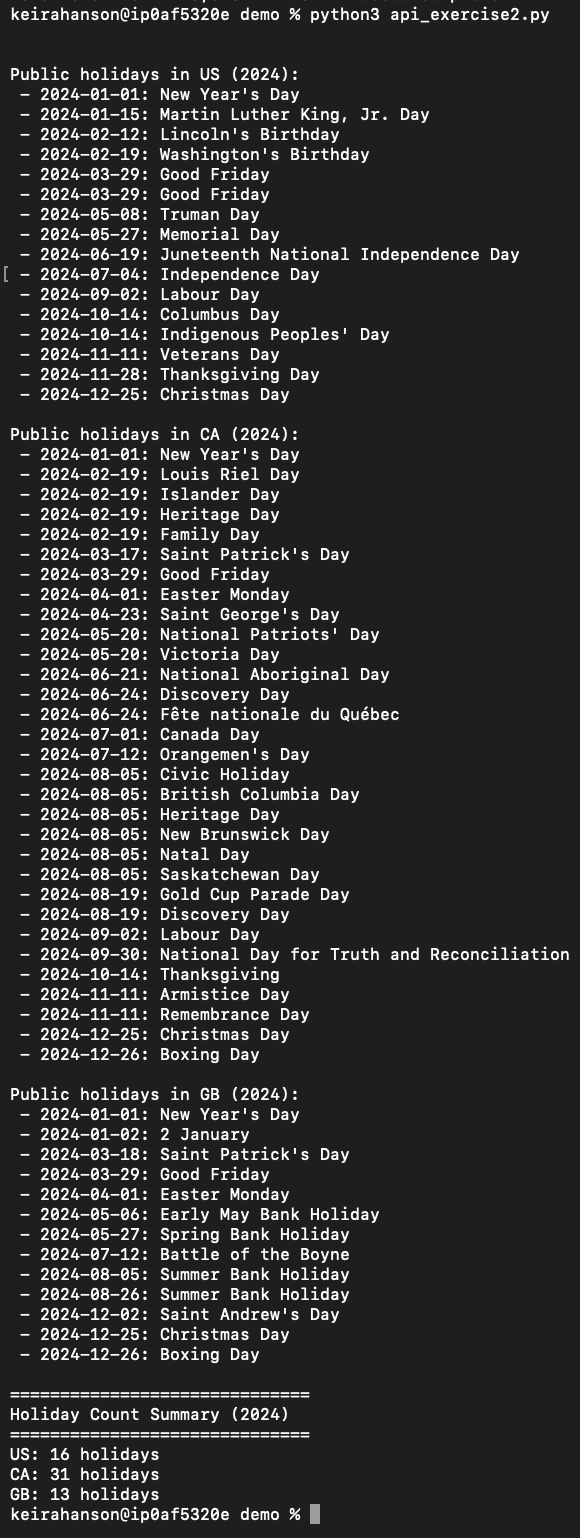 keirahanson@ip0af5320e demo % python3 api_exercise2.py
Public holidays in US (2024):
- 2024-01-01: New Year's Day
- 2024-01-15: Martin Luther King, Jr. Day
- 2024-02-12: Lincoln's Birthday
- 2024-02-19: Washington's Birthday
- 2024-03-29: Good Friday
- 2024-03-29: Good Friday
- 2024-05-08: Truman Day
- 2024-05-27: Memorial Day
- 2024-06-19: Juneteenth National Independence Day
[ - 2024-07-04: Independence Day
- 2024-09-02: Labour Day
- 2024-10-14: Columbus Day
- 2024-10-14: Indigenous Peoples' Day
- 2024-11-11: Veterans Day
- 2024-11-28: Thanksgiving Day
- 2024-12-25: Christmas Day
Public holidays in CA (2024):
- 2024-01-01: New Year's Day
- 2024-02-19: Louis Riel Day
- 2024-02-19: Islander Day
- 2024-02-19: Heritage Day
- 2024-02-19: Family Day
- 2024-03-17: Saint Patrick's Day
- 2024-03-29: Good Friday
- 2024-04-01: Easter Monday
- 2024-04-23: Saint George's Day
- 2024-05-20: National Patriots' Day
- 2024-05-20: Victoria Day
- 2024-06-21: National Aboriginal Day
- 2024-06-24: Discovery Day
- 2024-06-24: Fête nationale du Québec
- 2024-07-01: Canada Day
- 2024-07-12: Orangemen's Day
- 2024-08-05: Civic Holiday
- 2024-08-05: British Columbia Day
- 2024-08-05: Heritage Day
- 2024-08-05: New Brunswick Day
- 2024-08-05: Natal Day
- 2024-08-05: Saskatchewan Day
- 2024-08-19: Gold Cup Parade Day
- 2024-08-19: Discovery Day
- 2024-09-02: Labour Day
- 2024-09-30: National Day for Truth and Reconciliation
- 2024-10-14: Thanksgiving
- 2024-11-11: Armistice Day
- 2024-11-11: Remembrance Day
- 2024-12-25: Christmas Day
- 2024-12-26: Boxing Day
Public holidays in GB (2024):
- 2024-01-01: New Year's Day
- 2024-01-02: 2 January
- 2024-03-18: Saint Patrick's Day
- 2024-03-29: Good Friday
- 2024-04-01: Easter Monday
- 2024-05-06: Early May Bank Holiday
- 2024-05-27: Spring Bank Holiday
- 2024-07-12: Battle of the Boyne
- 2024-08-05: Summer Bank Holiday
- 2024-08-26: Summer Bank Holiday
- 2024-12-02: Saint Andrew's Day
- 2024-12-25: Christmas Day
- 2024-12-26: Boxing Day
==============================
Holiday Count Summary (2024)
==============================
US: 16 holidays
CA: 31 holidays
GB: 13 holidays
keirahanson@ip0af5320e demo %